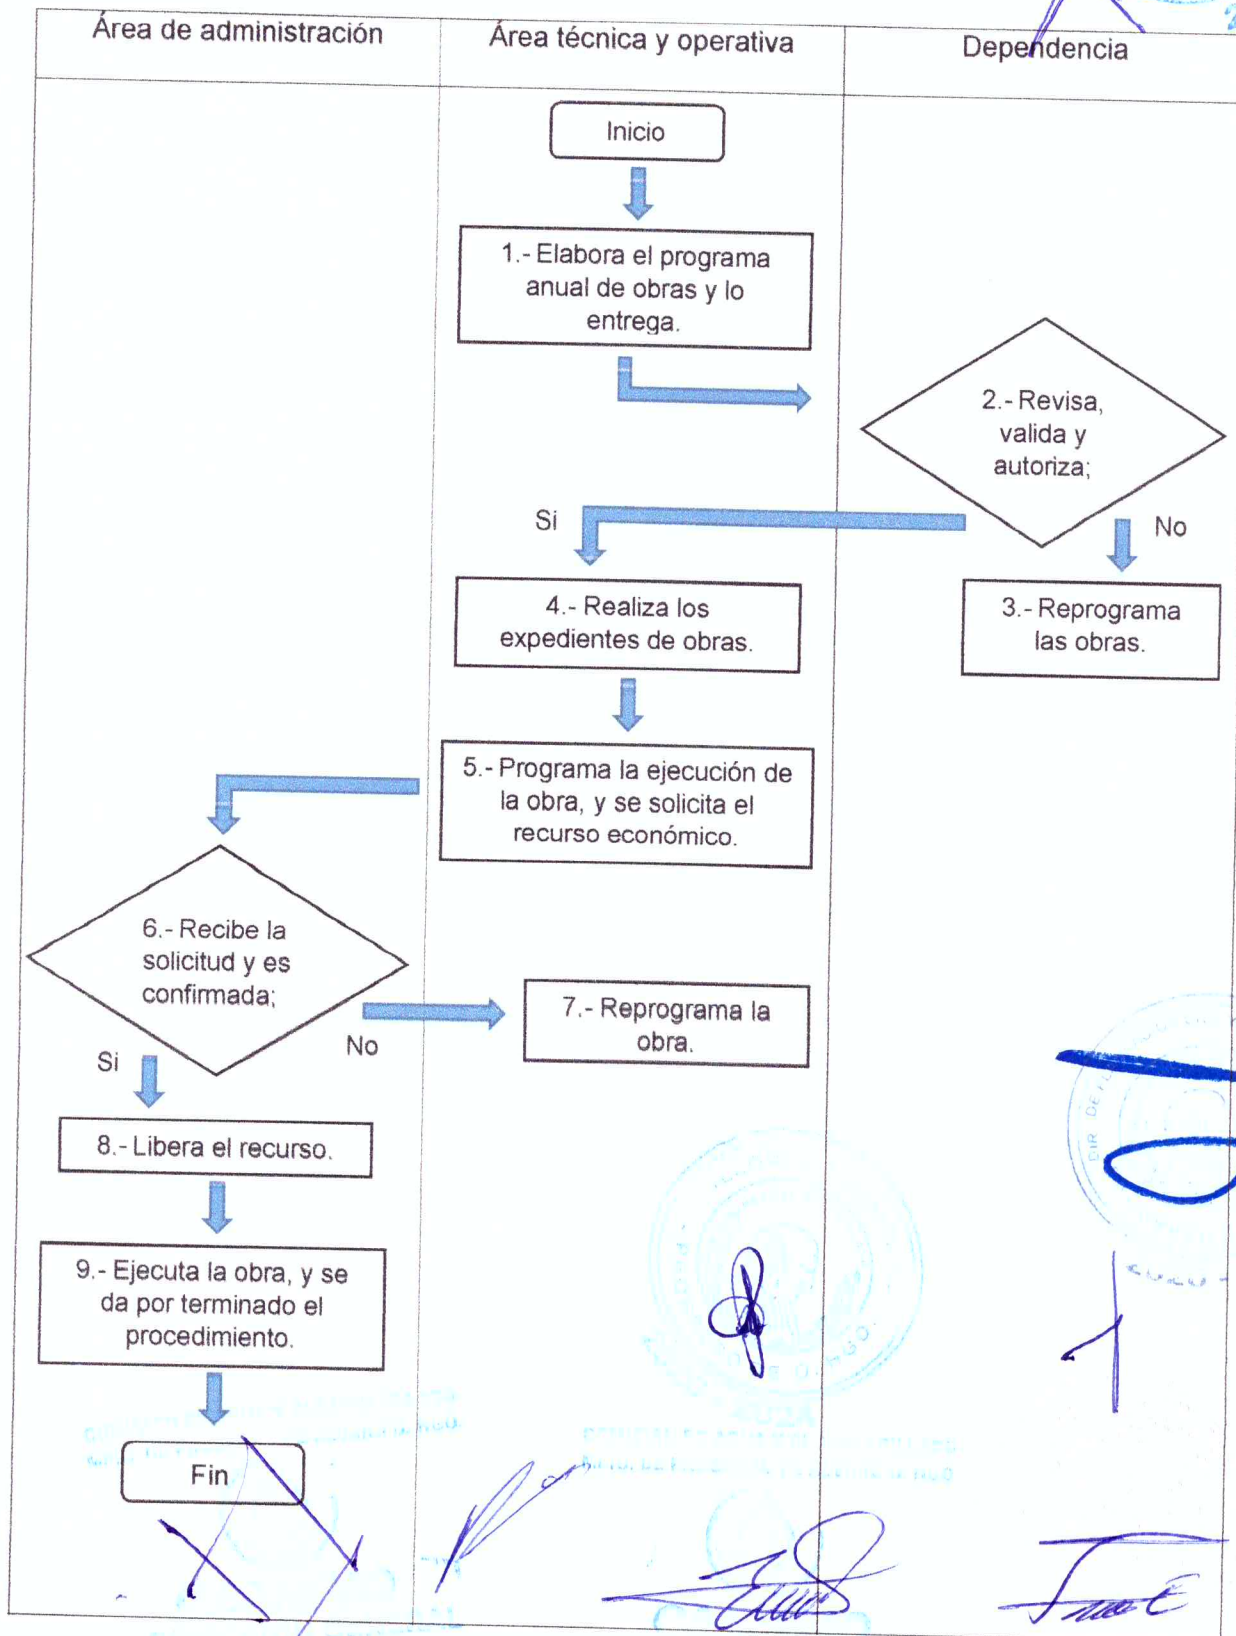 Área de administración
Área técnica y operativa
Dependencia
Inicio
1.- Elabora el programa
anual de obras y lo
entrega.
2.- Revisa,
valida y
autoriza;
Si
No
4.- Realiza los
expedientes de obras.
3.- Reprograma
las obras.
5.- Programa la ejecución de
la obra, y se solicita el
recurso económico.
6.- Recibe la
solicitud y es
confirmada;
No
7.- Reprograma la
obra.
Si
8.- Libera el recurso.
9.- Ejecuta la obra, y se
da por terminado el
procedimiento.
Fin